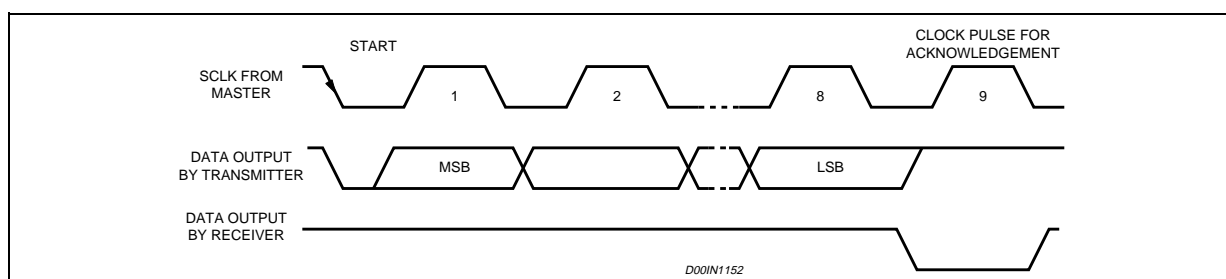 START
CLOCK PULSE FOR
ACKNOWLEDGEMENT
SCLK FROM
MASTER
1
2
8
9
DATA OUTPUT
BY TRANSMITTER
MSB
LSB
DATA OUTPUT
BY RECEIVER
D00IN1152